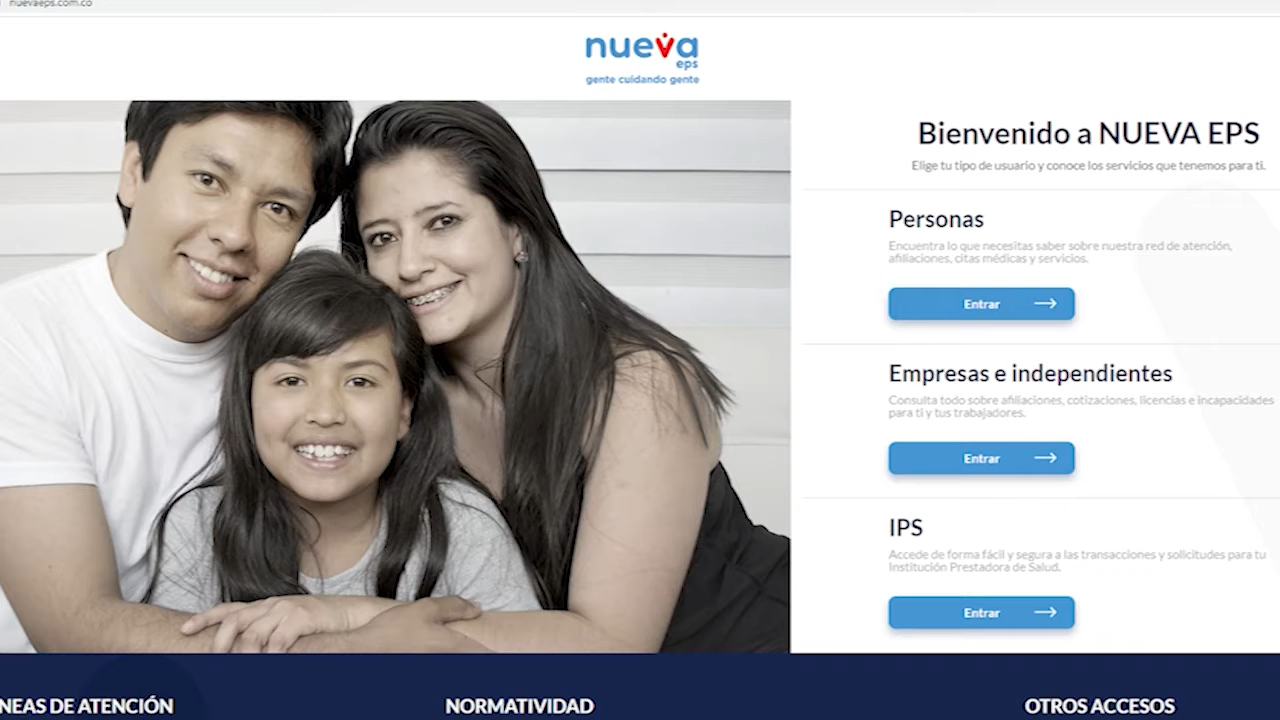 nuevaeps.com.co
nueva
eps
gente cuidando gente
Bienvenido a NUEVA EPS
Elige tu tipo de usuario y conoce los servicios que tenemos para ti.
Personas
Encuentra lo que necesitas saber sobre nuestra red de atención,
afiliaciones, citas médicas y servicios.
Entrar
Empresas e independientes
Consulta todo sobre afiliaciones, cotizaciones, licencias e incapacidades
para ti y tus trabajadores.
Entrar
IPS
Accede de forma fácil y segura a las transacciones y solicitudes para tu
Institución Prestadora de Salud.
Entrar
NEAS DE ATENCIÓN
NORMATIVIDAD
OTROS ACCESOS